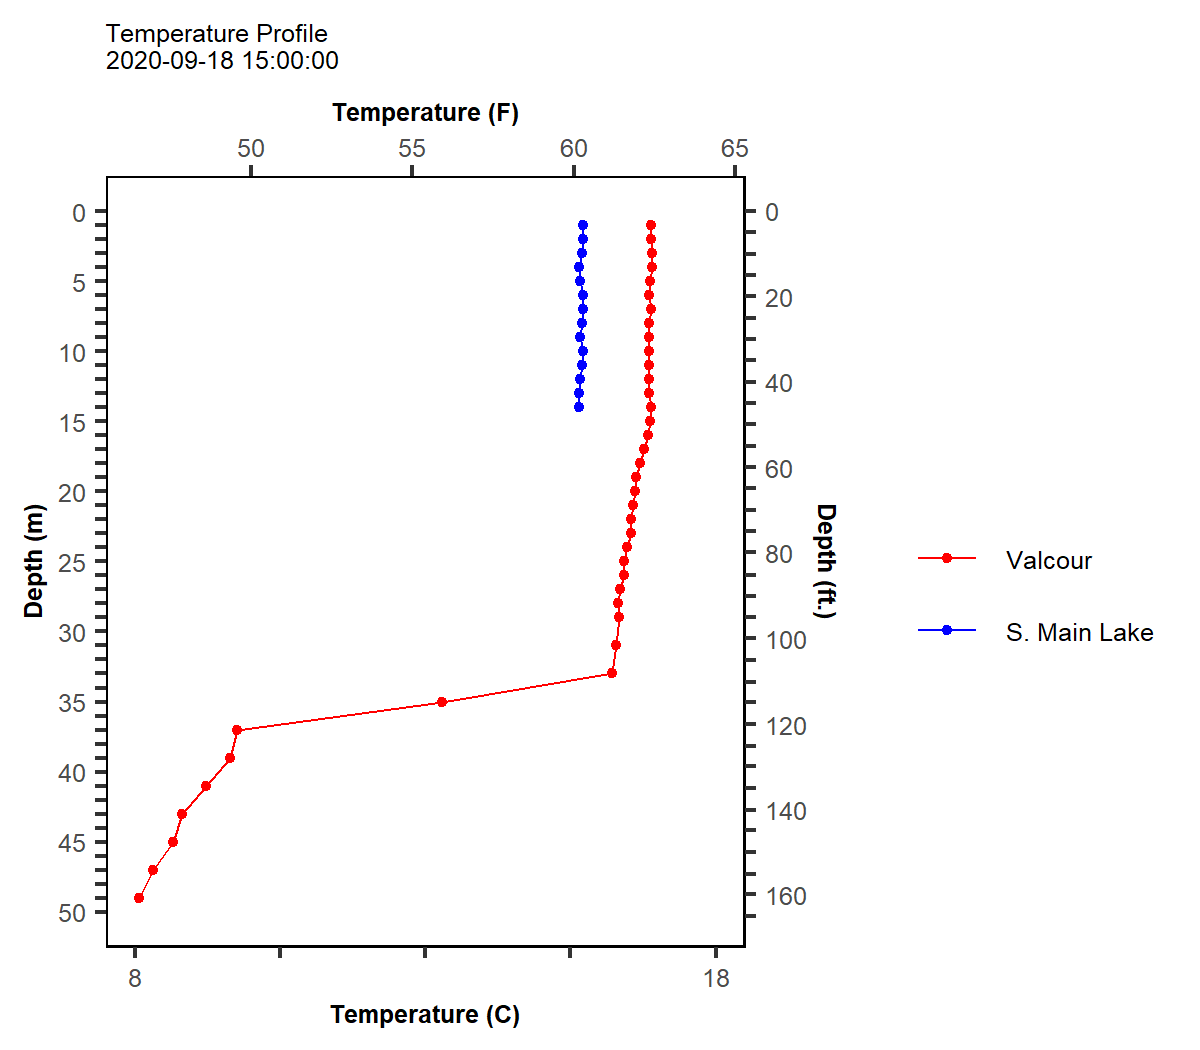 Temperature Profile
2020-09-18 15:00:00
Temperature (F)
50 55 60 65
0 0
5
20
10
40
15
60
20
Depth (m) Depth (ft.)
80
25
Valcour
30 100
S. Main Lake
35
120
40
140
45
160
50
8 18
Temperature (C)